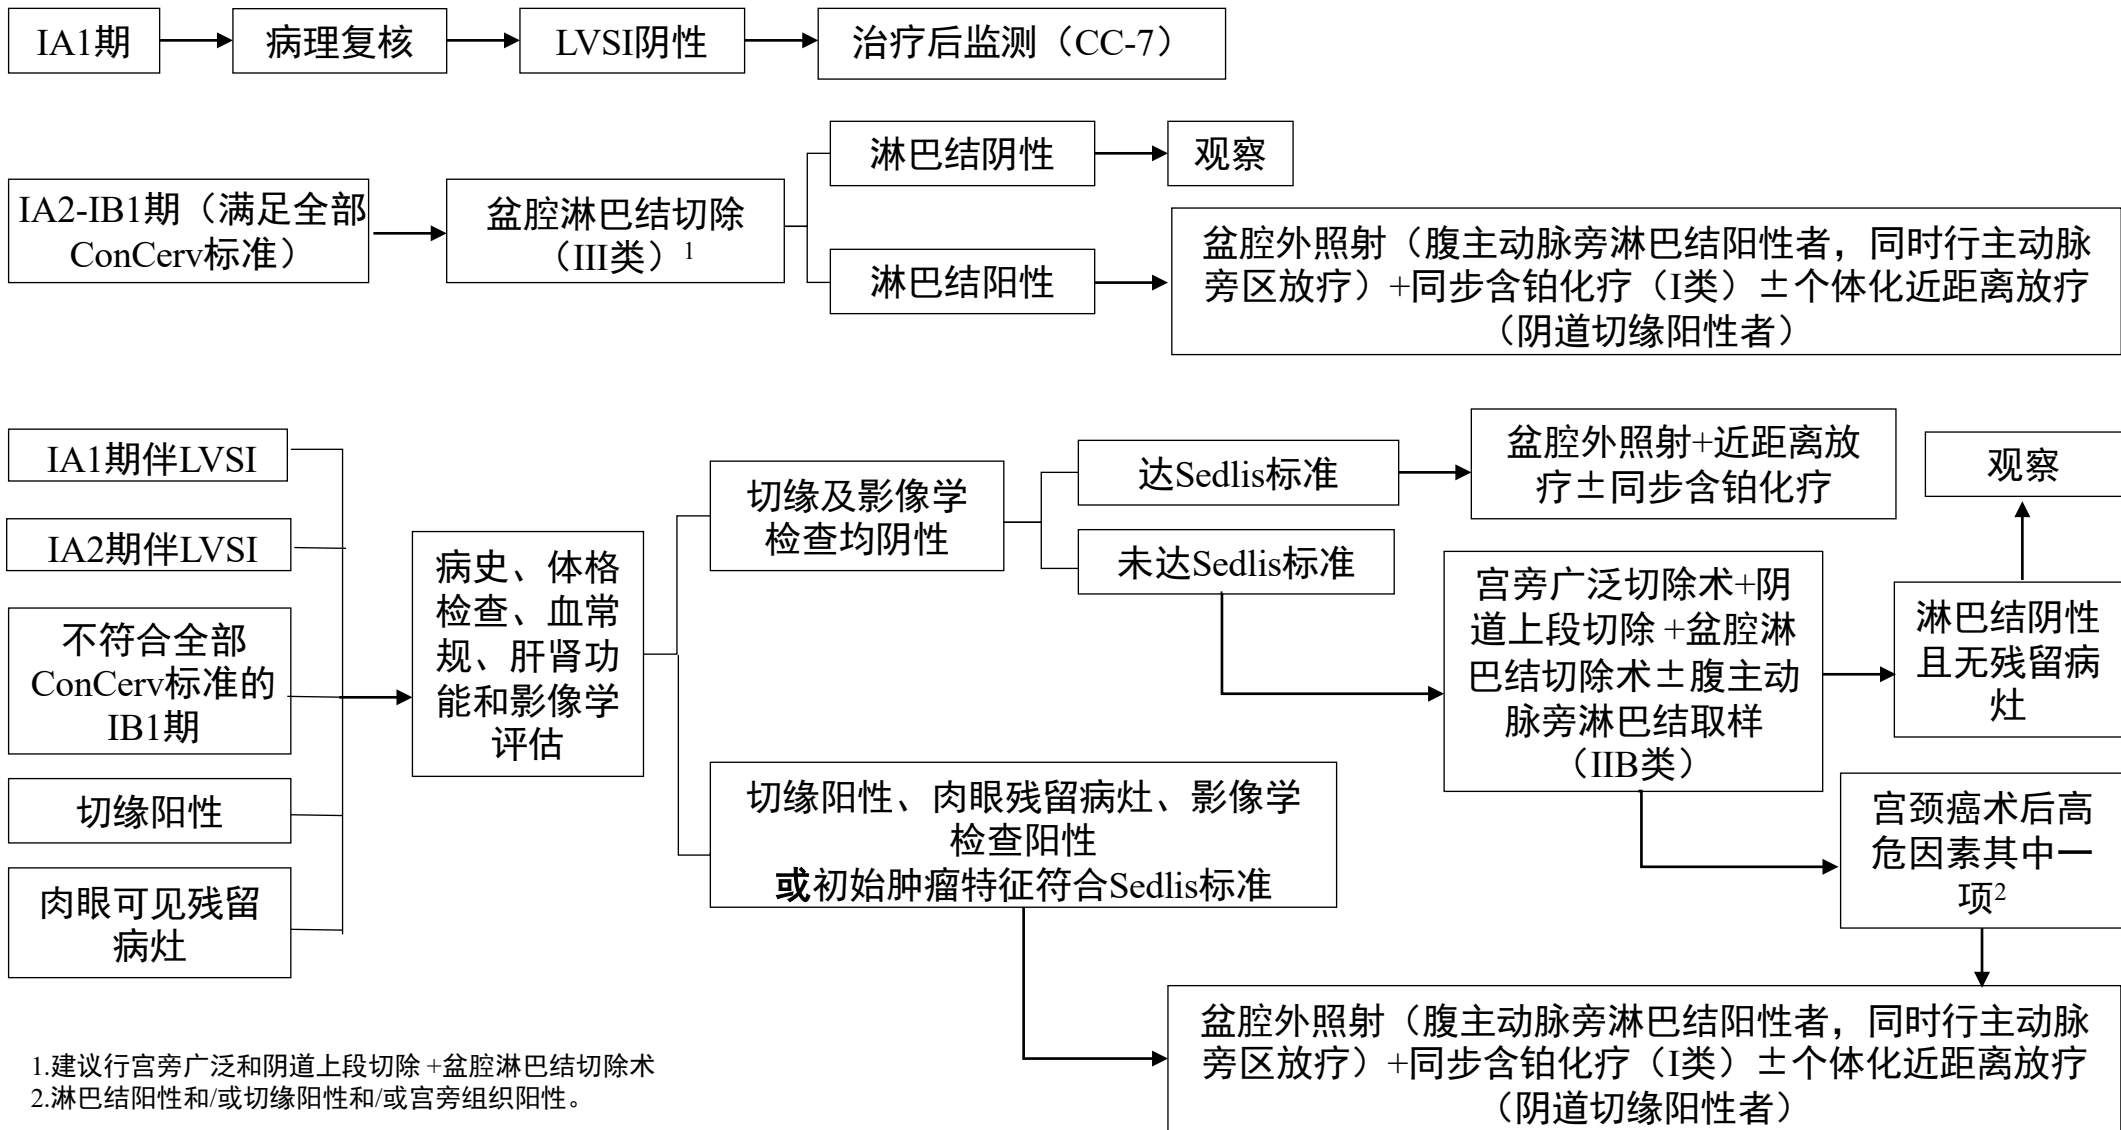 IA1期
病理复核
LVSI阴性
治疗后监测（CC-7）
淋巴结阴性
观察
IA2-IB1期（满足全部
ConCerv标准）
盆腔淋巴结切除
（III类）1
淋巴结阳性
盆腔外照射（腹主动脉旁淋巴结阳性者，同时行主动脉
旁区放疗）+同步含铂化疗（I类）±个体化近距离放疗
（阴道切缘阳性者）
IA1期伴LVSI
IA2期伴LVSI
不符合全部
ConCerv标准的
IB1期
切缘阳性
肉眼可见残留
病灶
病史、体格
检查、血常
规、肝肾功
能和影像学
评估
切缘及影像学
检查均阴性
达Sedlis标准
盆腔外照射+近距离放
疗±同步含铂化疗
未达Sedlis标准
宫旁广泛切除术+阴
道上段切除 +盆腔淋
巴结切除术±腹主动
脉旁淋巴结取样
（IIB类）
观察
淋巴结阴性
且无残留病
灶
宫颈癌术后高
危因素其中一
项2
切缘阳性、肉眼残留病灶、影像学
检查阳性
或初始肿瘤特征符合Sedlis标准
盆腔外照射（腹主动脉旁淋巴结阳性者，同时行主动脉
旁区放疗）+同步含铂化疗（I类）±个体化近距离放疗
（阴道切缘阳性者）
1.建议行宫旁广泛和阴道上段切除 +盆腔淋巴结切除术
2.淋巴结阳性和/或切缘阳性和/或宫旁组织阳性。